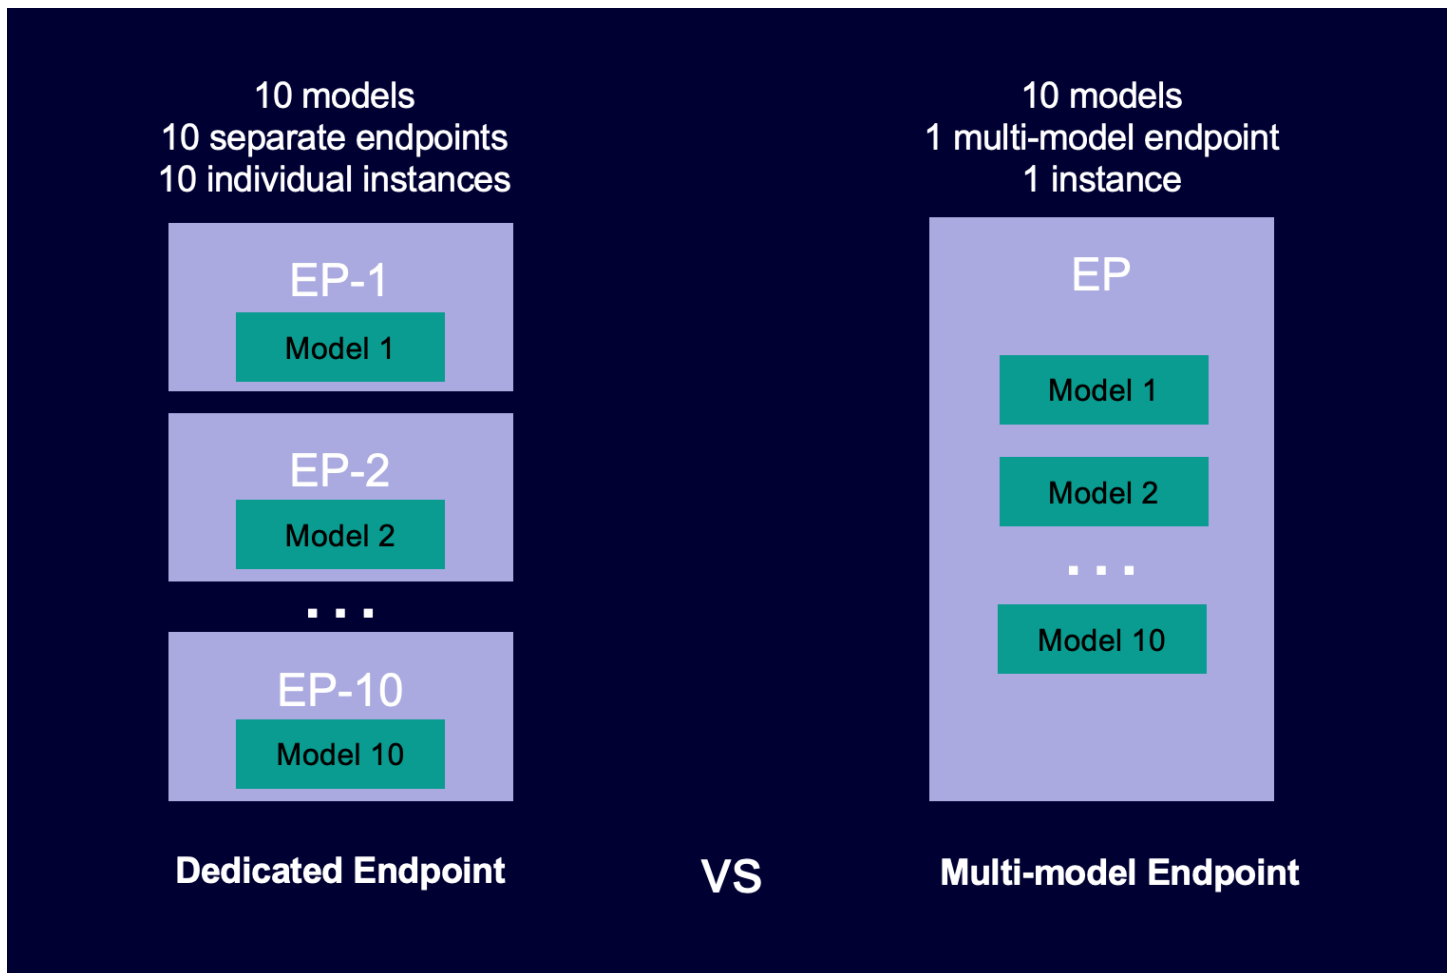 10 models
10 separate endpoints
10 individual instances
EP-1
Model 1
EP-2
Model 2
...
EP-10
Model 10
Dedicated Endpoint
VS
10 models
1 multi-model endpoint
1 instance
EP
Model 1
Model 2
...
Model 10
Multi-model Endpoint